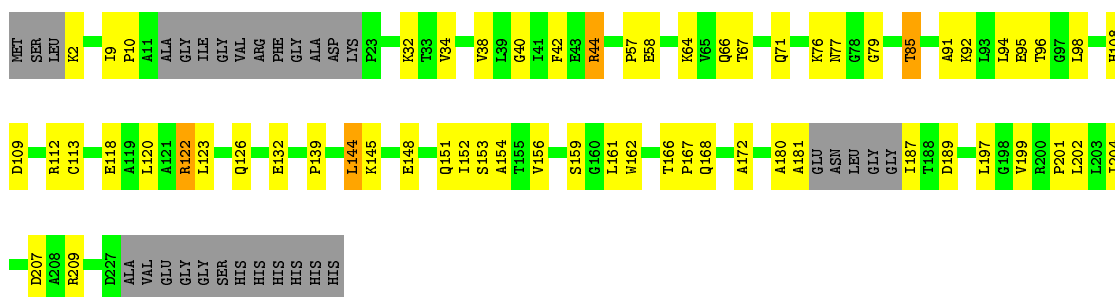 MET SER LEU K2 I9 P10 A11 ALA GLY ILE GLY VAL ARG PHE GLY ALA ASP LYS P23 K32 T33 V34 V38 L39 G40 I41 F42 E43 R44 P57 E58 K64 V65 Q66 T67 Q71 K76 N77 G78 G79 T85 A91 K92 L93 L94 E95 T96 G97 L98 H108
D109 R112 C113 E118 A119 L120 A121 R122 L123 Q126 E132 P139 L144 K145 E148 Q151 I152 S153 A154 T155 V156 S159 G160 L161 W162 T166 P167 Q168 A172 A180 A181 GLU ASN LEU GLY GLY I187 T188 D189 L197 G198 V199 R200 P201 L202 L203
D207 A208 R209 D227 ALA VAL GLU GLY GLY SER HIS HIS HIS HIS HIS HIS